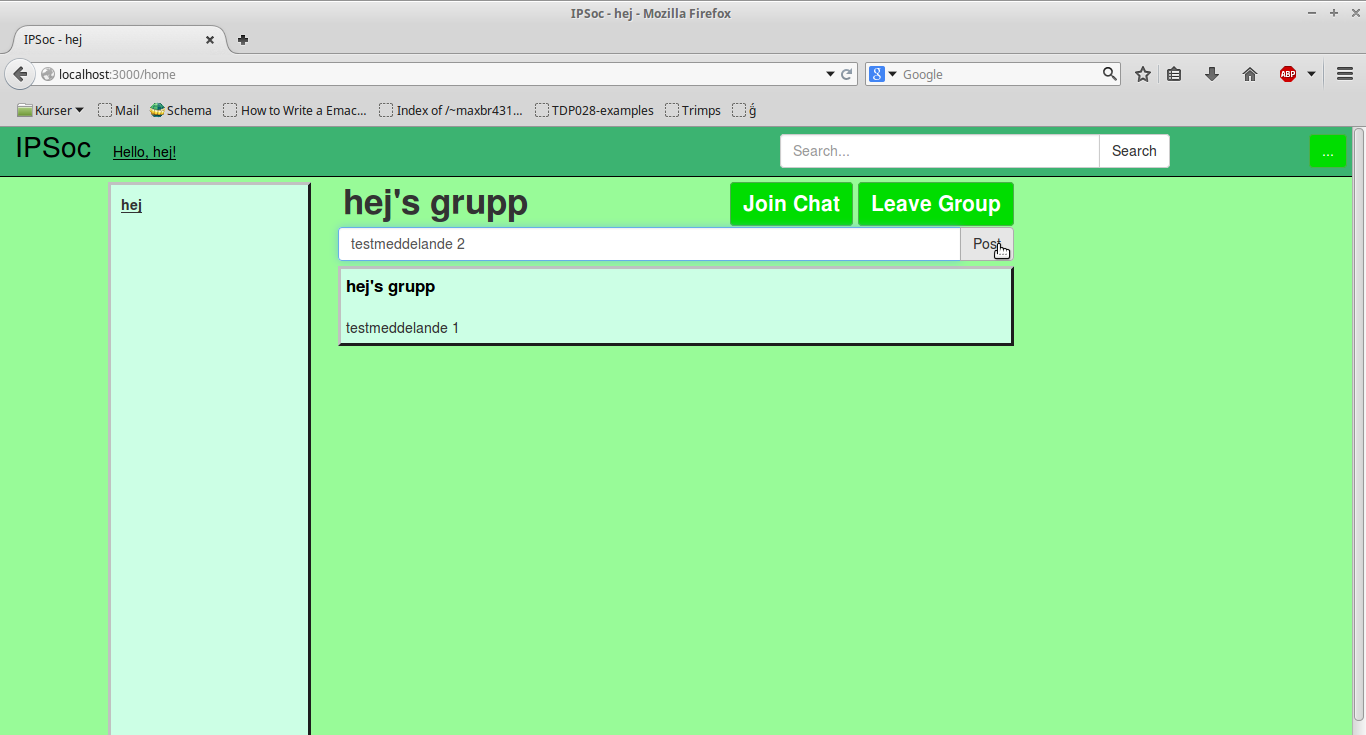 IPSoc - hej - Mozilla Firefox
IPSoc - hej
localhost:3000/home
Google
ABP
Kurser Mail Schema How to Write a Emac... Index of /~maxbr431... TDP028-examples Trimps ǵ
IPSoc Hello, hej! Search... Search ...
hej
hej's grupp Join Chat Leave Group
testmeddelande 2 Post
hej's grupp
testmeddelande 1